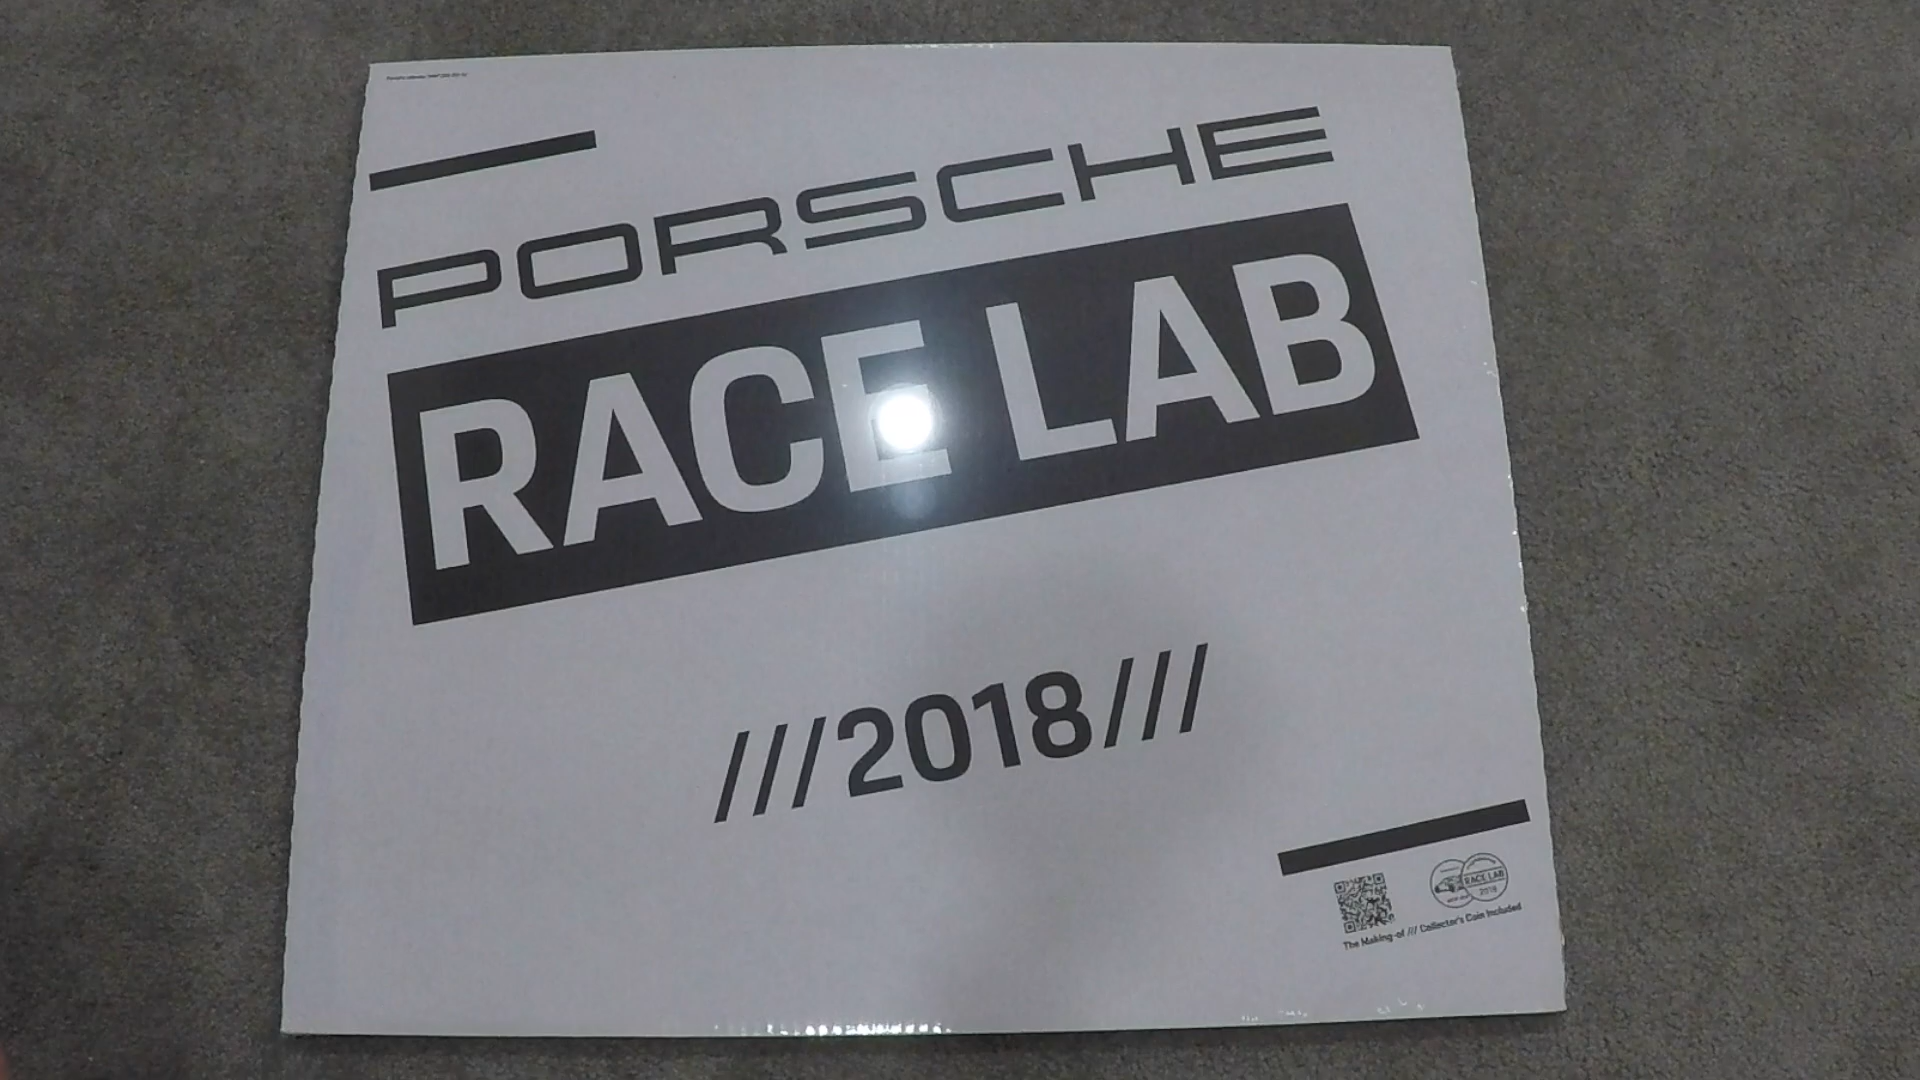 PORSCHE
RACE LAB
///2018///
RACE LAB
2018
The Making-of /// Collector's Coin Included